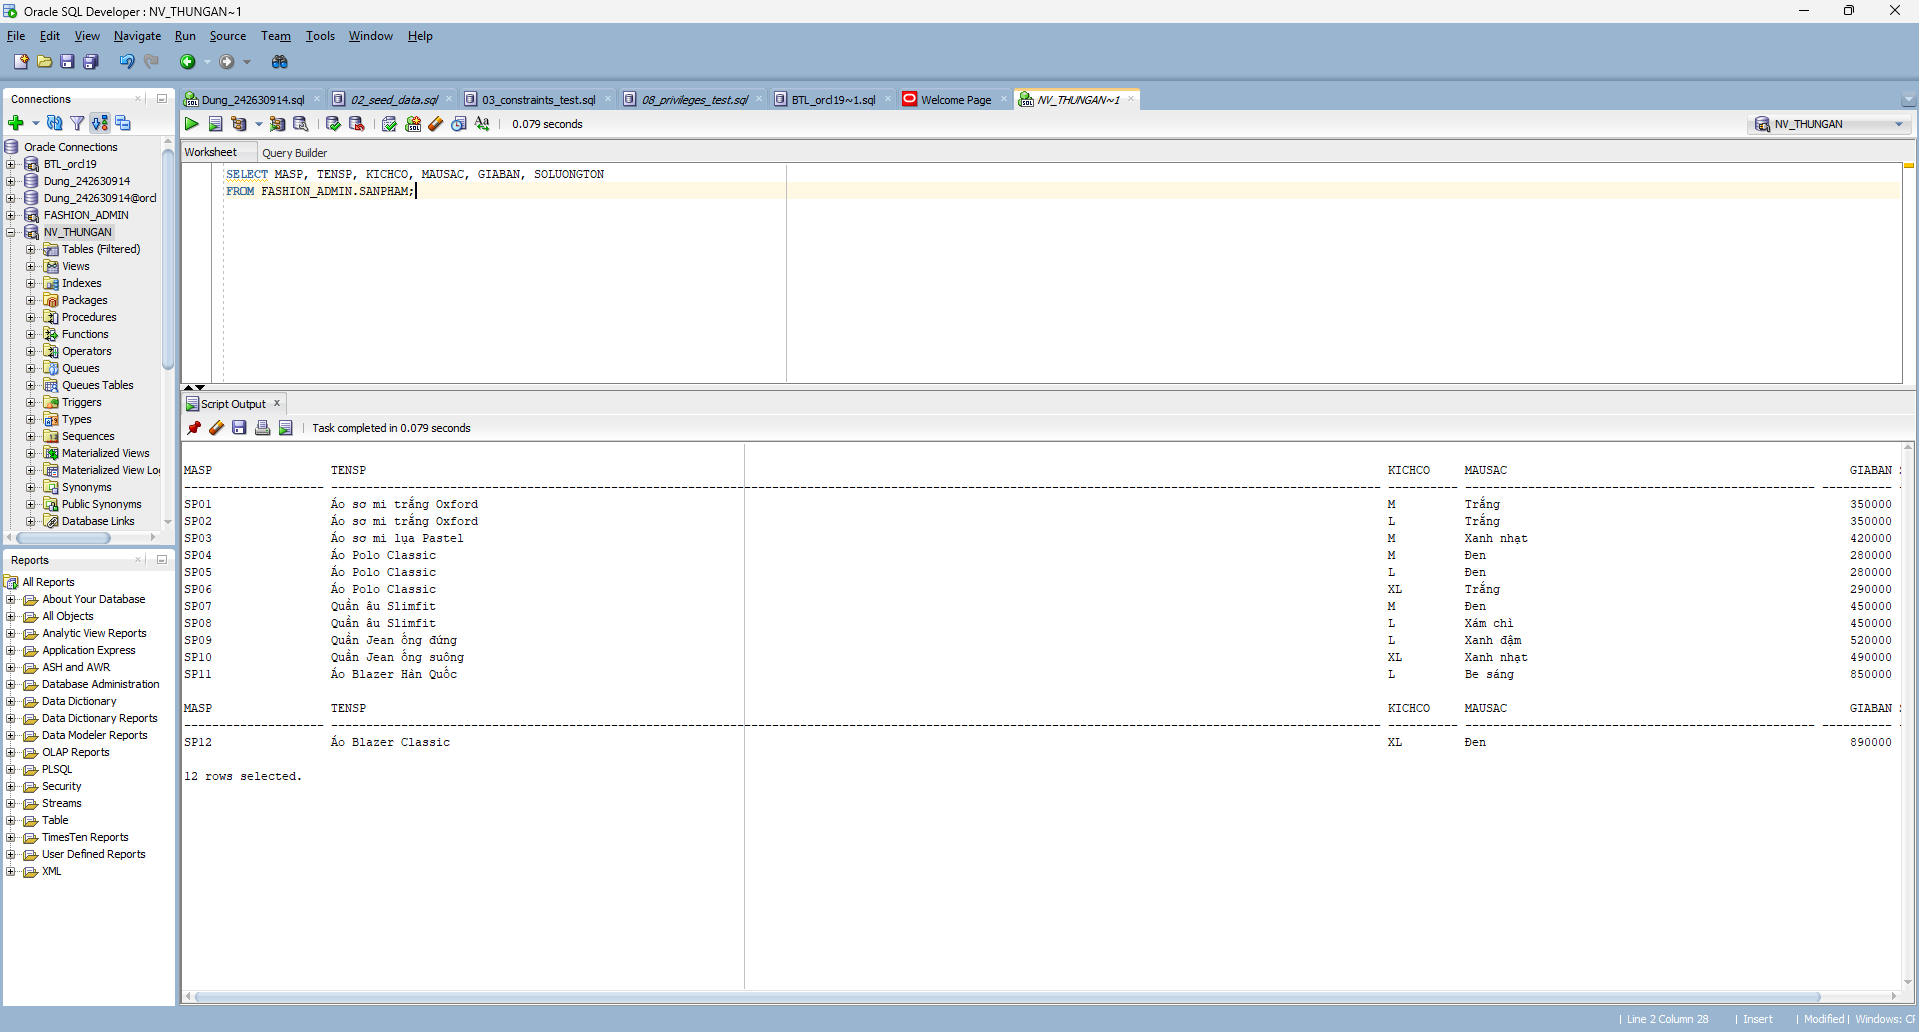 Oracle SQL Developer : NV_THUNGAN~1
File Edit View Navigate Run Source Team Tools Window Help
Connections
Oracle Connections
BTL_orcl19
Dung_242630914
Dung_242630914@orcl
FASHION_ADMIN
NV_THUNGAN
Tables (Filtered)
Views
Indexes
Packages
Procedures
Functions
Operators
Queues
Queues Tables
Triggers
Types
Sequences
Materialized Views
Materialized View Lo
Synonyms
Public Synonyms
Database Links
Reports
All Reports
About Your Database
All Objects
Analytic View Reports
Application Express
ASH and AWR
Database Administration
Data Dictionary
Data Dictionary Reports
Data Modeler Reports
OLAP Reports
PLSQL
Security
Streams
Table
TimesTen Reports
User Defined Reports
XML
Dung_242630914.sql 02_seed_data.sql 03_constraints_test.sql 08_privileges_test.sql BTL_orcl19~1.sql Welcome Page NV_THUNGAN~1
0.079 seconds NV_THUNGAN
Worksheet Query Builder
SELECT MASP, TENSP, KICHCO, MAUSAC, GIABAN, SOLUONGTON
FROM FASHION_ADMIN.SANPHAM;
Script Output
Task completed in 0.079 seconds
MASP TENSP KICHCO MAUSAC GIABAN
SP01 Áo sơ mi trắng Oxford M Trắng 350000
SP02 Áo sơ mi trắng Oxford L Trắng 350000
SP03 Áo sơ mi lụa Pastel M Xanh nhạt 420000
SP04 Áo Polo Classic M Đen 280000
SP05 Áo Polo Classic L Đen 280000
SP06 Áo Polo Classic XL Trắng 290000
SP07 Quần âu Slimfit M Đen 450000
SP08 Quần âu Slimfit L Xám chì 450000
SP09 Quần Jean ống đứng L Xanh đậm 520000
SP10 Quần Jean ống suông XL Xanh nhạt 490000
SP11 Áo Blazer Hàn Quốc L Be sáng 850000
MASP TENSP KICHCO MAUSAC GIABAN
SP12 Áo Blazer Classic XL Đen 890000
12 rows selected.
Line 2 Column 28 | Insert | Modified | Windows: CF